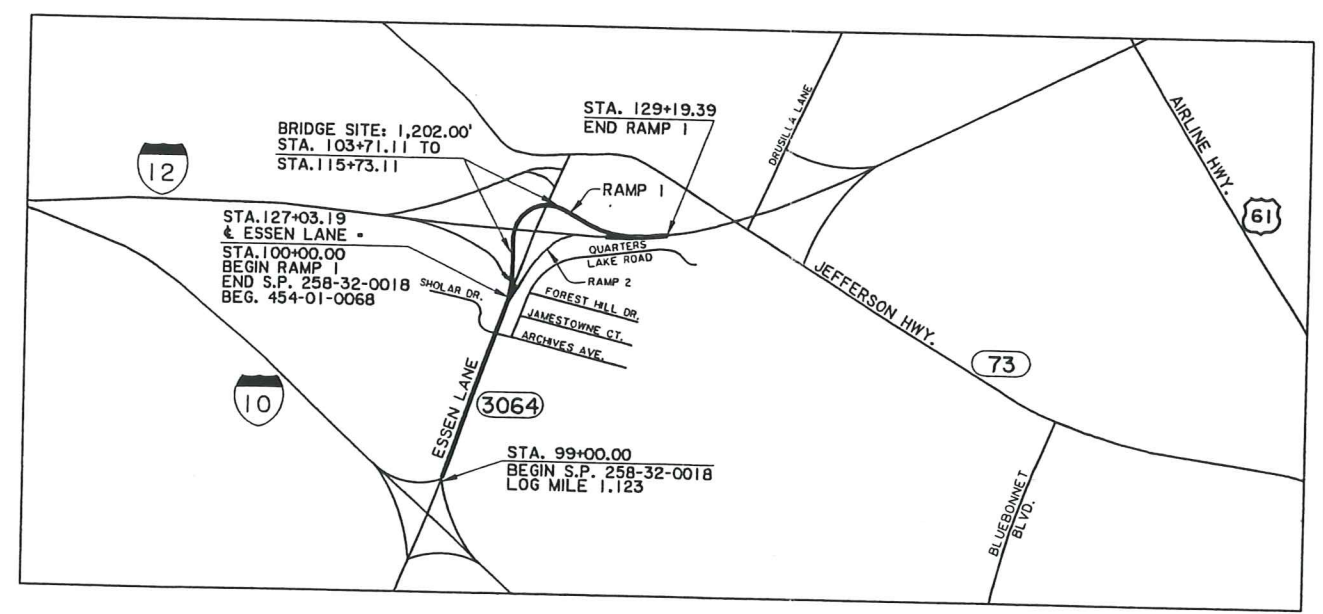 STA. 129+19.39
END RAMP 1
BRIDGE SITE: 1,202.00'
STA. 103+71.11 TO
STA.115+73.11
12
RAMP 1
DRUSILLA LANE
AIRLINE HWY.
61
STA.127+03.19
℄ ESSEN LANE =
STA.100+00.00
BEGIN RAMP 1
END S.P. 258-32-0018
BEG. 454-01-0068
QUARTERS
LAKE ROAD
RAMP 2
SHOLAR DR.
FOREST HILL DR.
JAMESTOWNE CT.
ARCHIVES AVE.
JEFFERSON HWY.
73
10
ESSEN LANE
3064
STA. 99+00.00
BEGIN S.P. 258-32-0018
LOG MILE 1.123
BLUEBONNET
BLVD.